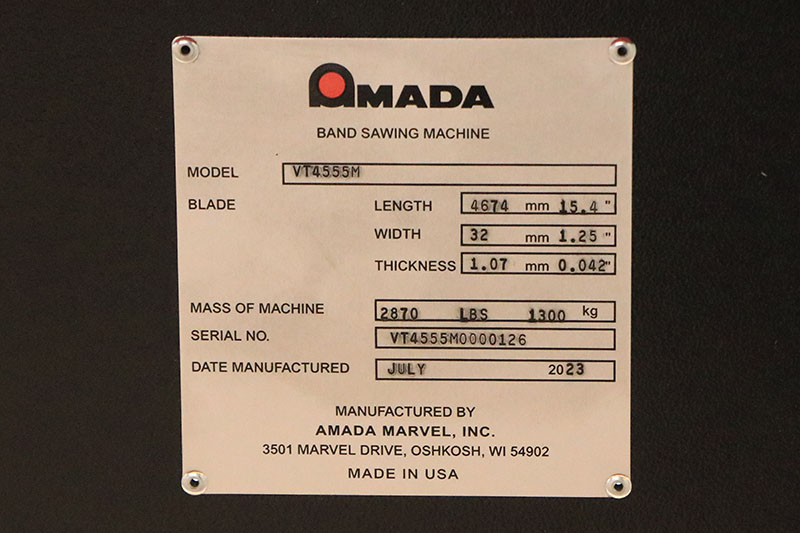 AMADA
BAND SAWING MACHINE
MODEL VT4555M
BLADE LENGTH 4674 mm 15.4 "
WIDTH 32 mm 1.25 "
THICKNESS 1.07 mm 0.042"
MASS OF MACHINE 2870 LBS 1300 kg
SERIAL NO. VT4555M0000126
DATE MANUFACTURED JULY 2023
MANUFACTURED BY
AMADA MARVEL, INC.
3501 MARVEL DRIVE, OSHKOSH, WI 54902
MADE IN USA